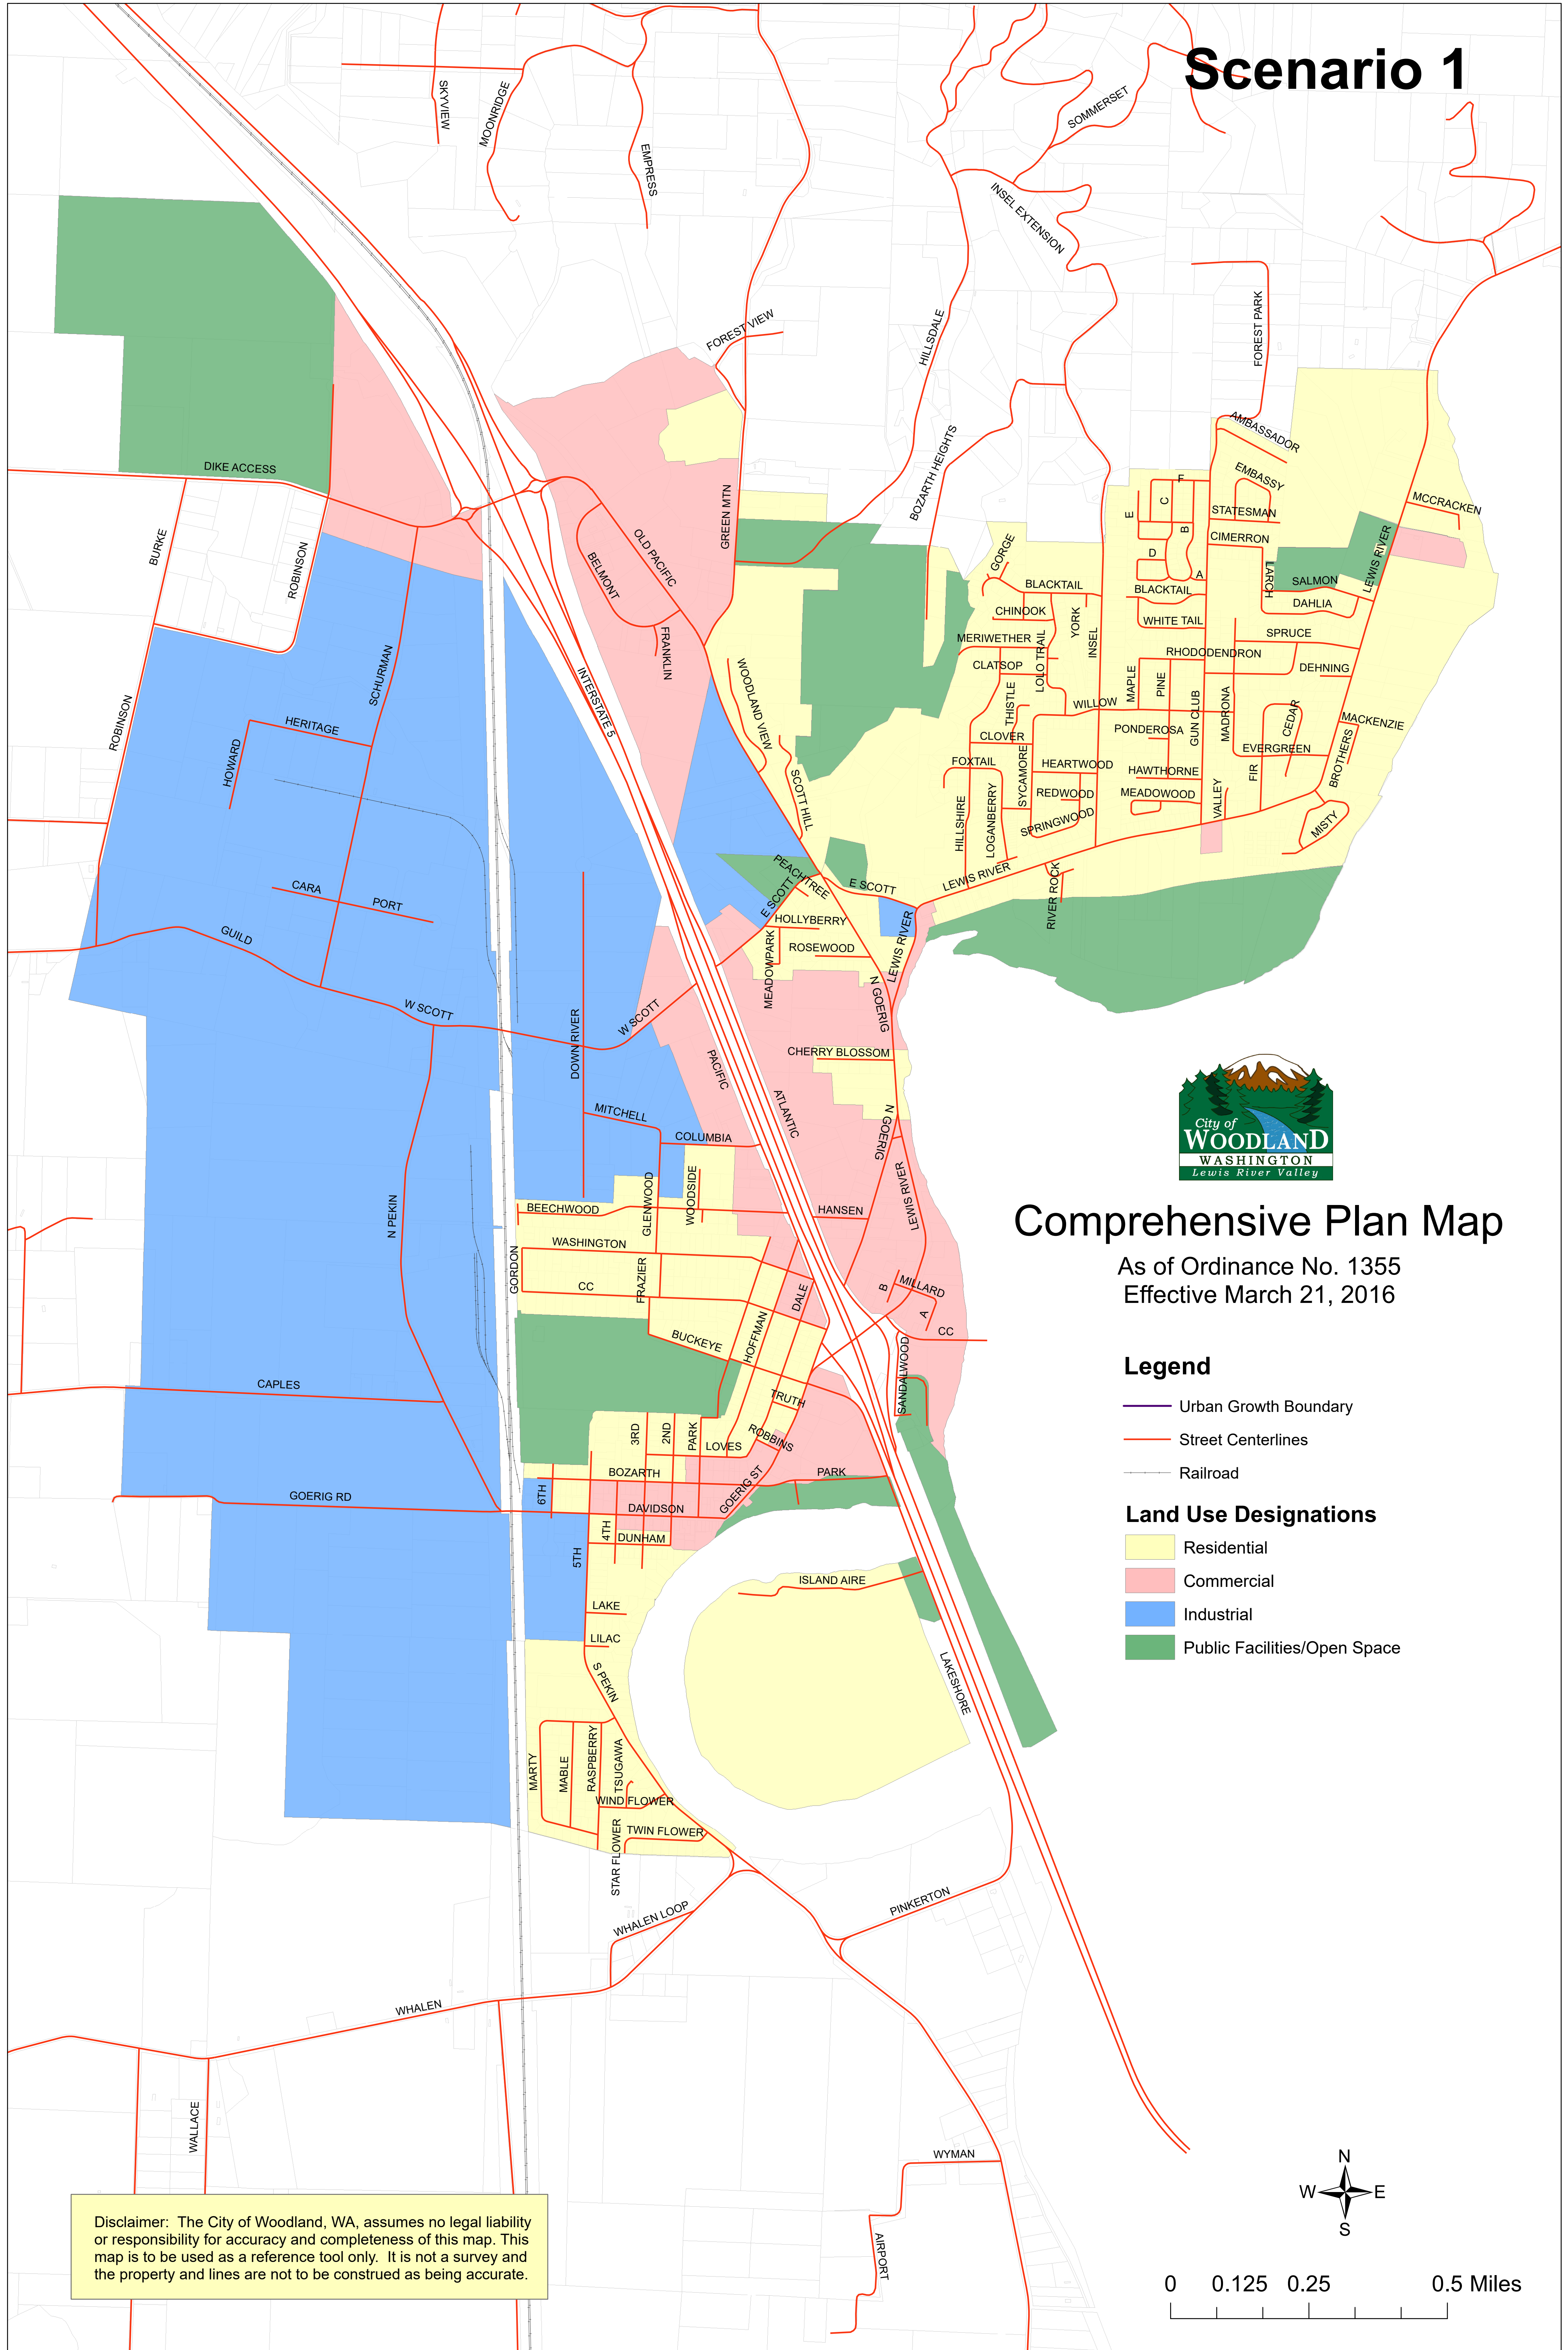 Scenario 1
SKYVIEW
MOONRIDGE
EMPRESS
SOMMERSET
INSEL EXTENSION
FOREST VIEW
HILLSDALE
FOREST PARK
BOZARTH HEIGHTS
AMBASSADOR
EMBASSY
DIKE ACCESS
F
C
E
STATESMAN
MCCRACKEN
GREEN MTN
B
CIMERRON
BURKE
ROBINSON
OLD PACIFIC
BELMONT
GORGE
D
A
LARCH
SALMON
LEWIS RIVER
BLACKTAIL
BLACKTAIL
DAHLIA
CHINOOK
YORK
WHITE TAIL
FRANKLIN
MERIWETHER
LOLO TRAIL
INSEL
SPRUCE
RHODODENDRON
CLATSOP
DEHNING
SCHURMAN
WOODLAND VIEW
THISTLE
MAPLE
PINE
GUN CLUB
MADRONA
INTERSTATE 5
WILLOW
ROBINSON
HERITAGE
HOWARD
CLOVER
PONDEROSA
CEDAR
MACKENZIE
EVERGREEN
BROTHERS
FOXTAIL
SYCAMORE
HEARTWOOD
HAWTHORNE
FIR
SCOTT HILL
HILLSHIRE
LOGANBERRY
REDWOOD
MEADOWOOD
VALLEY
SPRINGWOOD
MISTY
PEACHTREE
E SCOTT
LEWIS RIVER
RIVER ROCK
CARA
PORT
E SCOTT
HOLLYBERRY
GUILD
ROSEWOOD
MEADOWPARK
LEWIS RIVER
N GOERIG
W SCOTT
W SCOTT
DOWN RIVER
PACIFIC
CHERRY BLOSSOM
ATLANTIC
MITCHELL
COLUMBIA
N GOERIG
City of
WOODLAND
WASHINGTON
Lewis River Valley
N PEKIN
GLENWOOD
WOODSIDE
LEWIS RIVER
BEECHWOOD
HANSEN
Comprehensive Plan Map
As of Ordinance No. 1355
Effective March 21, 2016
GORDON
WASHINGTON
CC
FRAZIER
DALE
B
MILLARD
A
HOFFMAN
BUCKEYE
CC
SANDALWOOD
Legend
Urban Growth Boundary
Street Centerlines
Railroad
CAPLES
TRUTH
3RD
2ND
PARK
LOVES
ROBBINS
BOZARTH
PARK
GOERIG RD
6TH
GOERIG ST
DAVIDSON
4TH
DUNHAM
5TH
Land Use Designations
Residential
Commercial
Industrial
Public Facilities/Open Space
ISLAND AIRE
LAKE
LILAC
S PEKIN
LAKESHORE
MARTY
MABLE
RASPBERRY
TSUGAWA
WIND FLOWER
TWIN FLOWER
STAR FLOWER
WHALEN LOOP
PINKERTON
WHALEN
WALLACE
WYMAN
AIRPORT
Disclaimer: The City of Woodland, WA, assumes no legal liability
or responsibility for accuracy and completeness of this map. This
map is to be used as a reference tool only. It is not a survey and
the property and lines are not to be construed as being accurate.
N
W
E
S
0 0.125 0.25 0.5 Miles